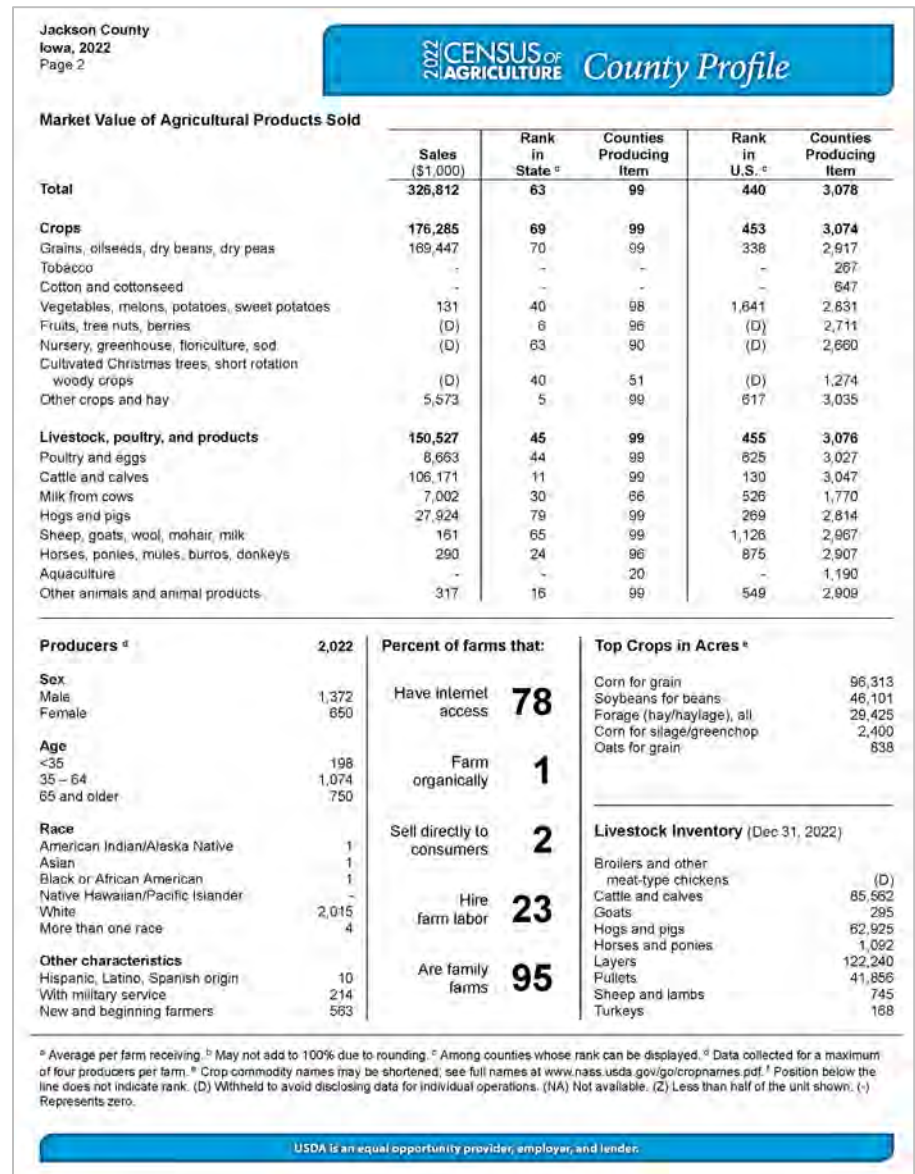 Jackson County
Iowa, 2022
Page 2
2022 CENSUS OF AGRICULTURE County Profile
Market Value of Agricultural Products Sold
Sales ($1,000) Rank in State c Counties Producing Item Rank in U.S. c Counties Producing Item
Total 326,812 63 99 440 3,078
Crops 176,285 69 99 453 3,074
Grains, oilseeds, dry beans, dry peas 169,447 70 99 338 2,917
Tobacco - - - - 267
Cotton and cottonseed - - - - 647
Vegetables, melons, potatoes, sweet potatoes 131 40 98 1,641 2,831
Fruits, tree nuts, berries (D) 6 96 (D) 2,711
Nursery, greenhouse, floriculture, sod (D) 63 90 (D) 2,660
Cultivated Christmas trees, short rotation
woody crops (D) 40 51 (D) 1,274
Other crops and hay 5,573 5 99 617 3,035
Livestock, poultry, and products 150,527 45 99 455 3,076
Poultry and eggs 8,663 44 99 625 3,027
Cattle and calves 106,171 11 99 130 3,047
Milk from cows 7,002 30 66 526 1,770
Hogs and pigs 27,924 79 99 269 2,814
Sheep, goats, wool, mohair, milk 161 65 99 1,126 2,967
Horses, ponies, mules, burros, donkeys 290 24 96 875 2,907
Aquaculture - - 20 - 1,190
Other animals and animal products 317 16 99 549 2,909
Producers d 2,022
Sex
Male 1,372
Female 650
Age
<35 198
35 – 64 1,074
65 and older 750
Race
American Indian/Alaska Native 1
Asian 1
Black or African American 1
Native Hawaiian/Pacific Islander -
White 2,015
More than one race 4
Other characteristics
Hispanic, Latino, Spanish origin 10
With military service 214
New and beginning farmers 563
Percent of farms that:
Have internet
access 78
Farm
organically 1
Sell directly to
consumers 2
Hire
farm labor 23
Are family
farms 95
Top Crops in Acres e
Corn for grain 96,313
Soybeans for beans 46,101
Forage (hay/haylage), all 29,425
Corn for silage/greenchop 2,400
Oats for grain 638
Livestock Inventory (Dec 31, 2022)
Broilers and other
meat-type chickens (D)
Cattle and calves 85,562
Goats 295
Hogs and pigs 62,925
Horses and ponies 1,092
Layers 122,240
Pullets 41,856
Sheep and lambs 745
Turkeys 168
a Average per farm receiving. b May not add to 100% due to rounding. c Among counties whose rank can be displayed. d Data collected for a maximum
of four producers per farm. e Crop commodity names may be shortened; see full names at www.nass.usda.gov/go/cropnames.pdf. f Position below the
line does not indicate rank. (D) Withheld to avoid disclosing data for individual operations. (NA) Not available. (Z) Less than half of the unit shown. (-)
Represents zero.
USDA is an equal opportunity provider, employer, and lender.